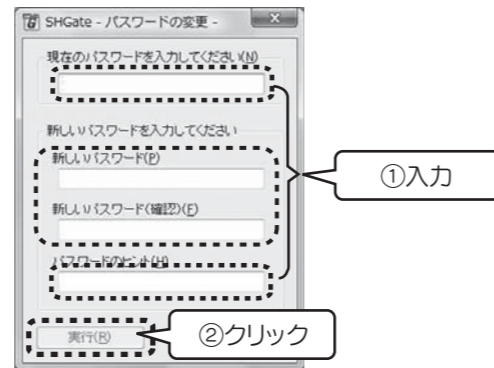 SHGate - パスワードの変更 -
現在のパスワードを入力してください(N)
新しいパスワードを入力してください
新しいパスワード(P)
①入力
新しいパスワード(確認)(F)
パスワードのヒント(H)
実行(R)
②クリック